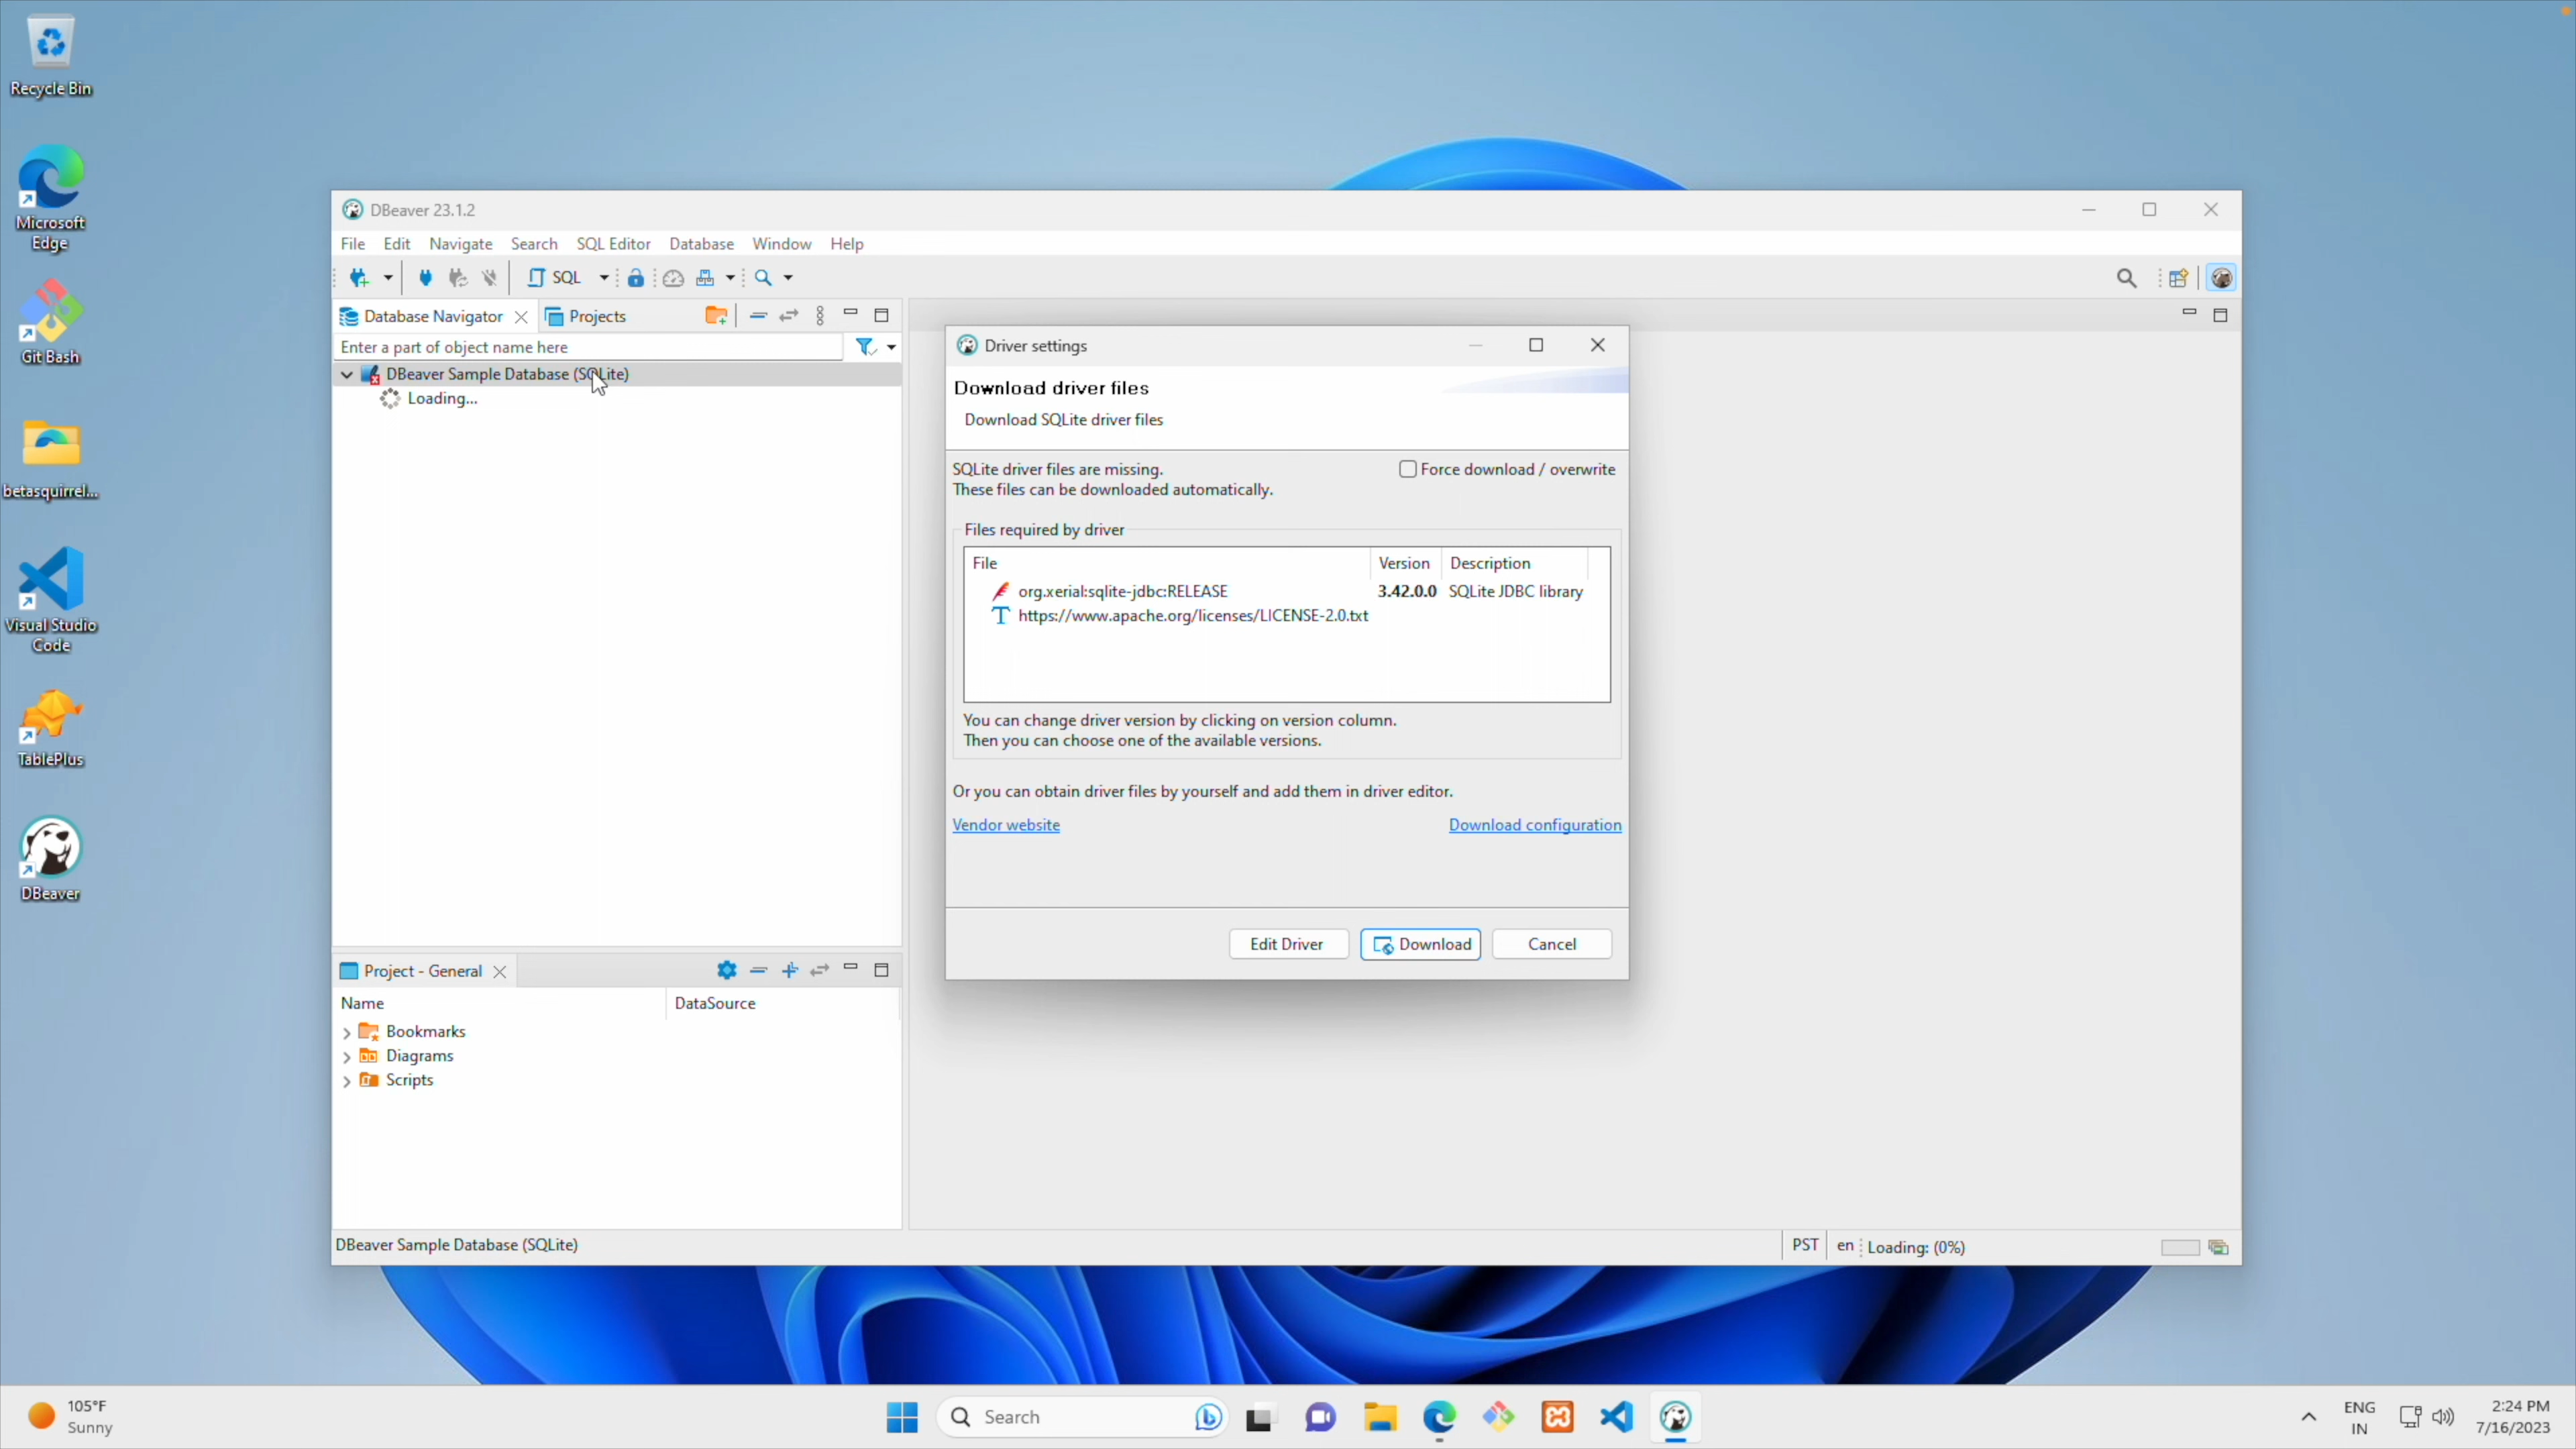 Recycle Bin
Microsoft
Edge
Git Bash
betasquirrel...
Visual Studio
Code
TablePlus
DBeaver
DBeaver 23.1.2
File Edit Navigate Search SQL Editor Database Window Help
SQL
Database Navigator Projects
Enter a part of object name here
DBeaver Sample Database (SQLite)
Loading...
Project - General
Name DataSource
Bookmarks
Diagrams
Scripts
DBeaver Sample Database (SQLite)
PST en Loading: (0%)
Driver settings
Download driver files
Download SQLite driver files
SQLite driver files are missing.
These files can be downloaded automatically.
Force download / overwrite
Files required by driver
File Version Description
org.xerial:sqlite-jdbc:RELEASE 3.42.0.0 SQLite JDBC library
https://www.apache.org/licenses/LICENSE-2.0.txt
You can change driver version by clicking on version column.
Then you can choose one of the available versions.
Or you can obtain driver files by yourself and add them in driver editor.
Vendor website Download configuration
Edit Driver Download Cancel
105°F
Sunny
Search
ENG
IN
2:24 PM
7/16/2023